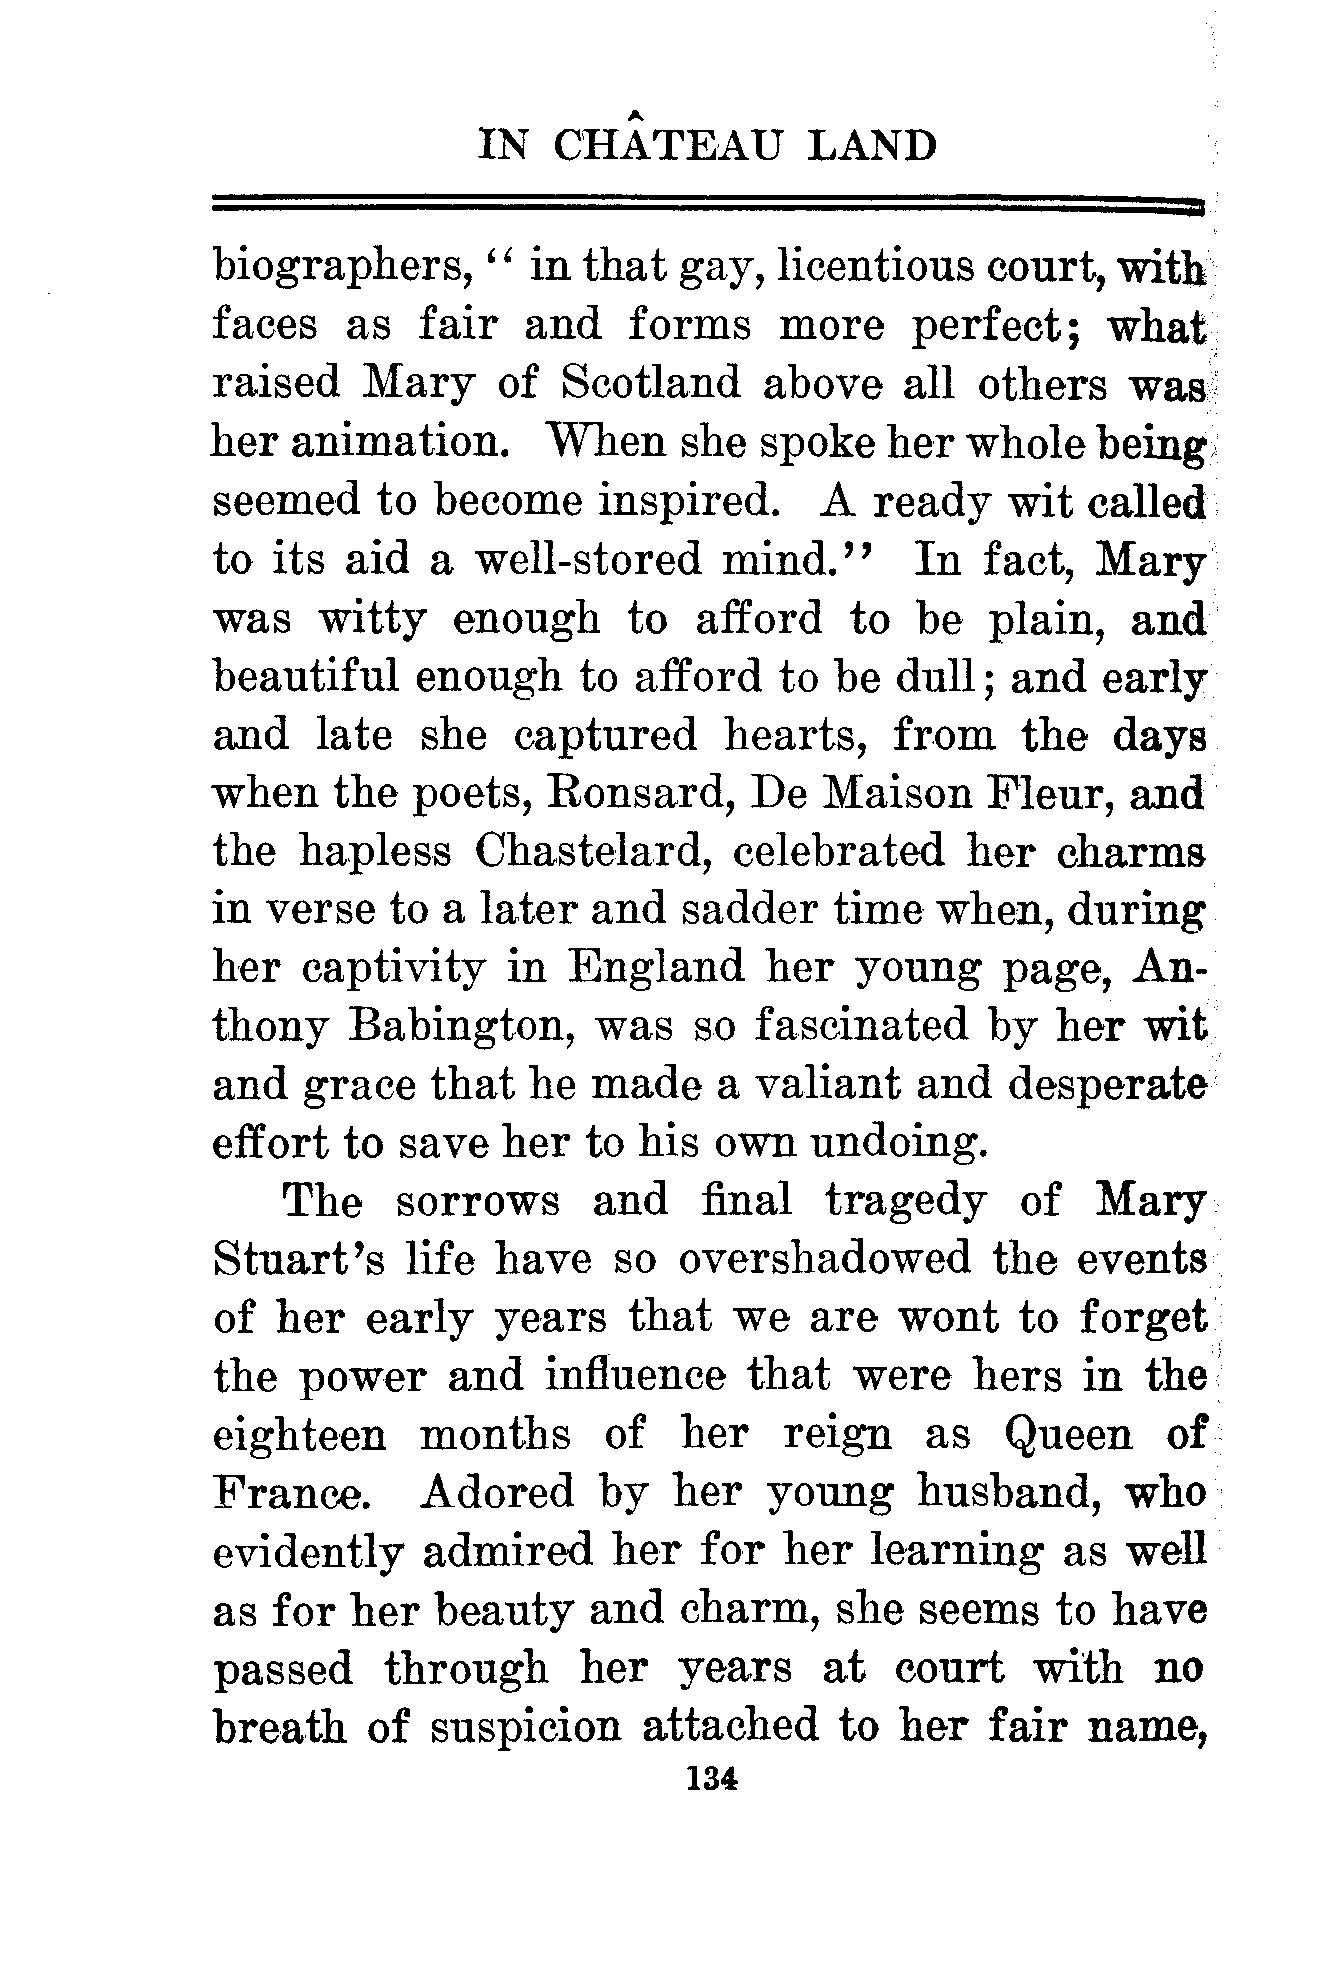 IN CHÂTEAU LAND
biographers, “ in that gay, licentious court, with
faces as fair and forms more perfect; what
raised Mary of Scotland above all others was
her animation. When she spoke her whole being
seemed to become inspired. A ready wit called
to its aid a well-stored mind.” In fact, Mary
was witty enough to afford to be plain, and
beautiful enough to afford to be dull; and early
and late she captured hearts, from the days
when the poets, Ronsard, De Maison Fleur, and
the hapless Chastelard, celebrated her charms
in verse to a later and sadder time when, during
her captivity in England her young page, An-
thony Babington, was so fascinated by her wit
and grace that he made a valiant and desperate
effort to save her to his own undoing.
The sorrows and final tragedy of Mary
Stuart’s life have so overshadowed the events
of her early years that we are wont to forget
the power and influence that were hers in the
eighteen months of her reign as Queen of
France. Adored by her young husband, who
evidently admired her for her learning as well
as for her beauty and charm, she seems to have
passed through her years at court with no
breath of suspicion attached to her fair name,
134